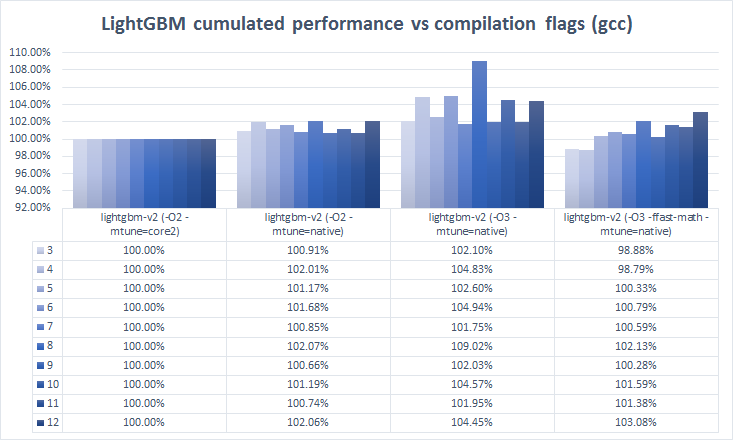 LightGBM cumulated performance vs compilation flags (gcc)
110.00%
108.00%
106.00%
104.00%
102.00%
100.00%
98.00%
96.00%
94.00%
92.00%
lightgbm-v2 (-O2 -
mtune=core2)
lightgbm-v2 (-O2 -
mtune=native)
lightgbm-v2 (-O3 -
mtune=native)
lightgbm-v2 (-O3 -ffast-math -
mtune=native)
3 100.00% 100.91% 102.10% 98.88%
4 100.00% 102.01% 104.83% 98.79%
5 100.00% 101.17% 102.60% 100.33%
6 100.00% 101.68% 104.94% 100.79%
7 100.00% 100.85% 101.75% 100.59%
8 100.00% 102.07% 109.02% 102.13%
9 100.00% 100.66% 102.03% 100.28%
10 100.00% 101.19% 104.57% 101.59%
11 100.00% 100.74% 101.95% 101.38%
12 100.00% 102.06% 104.45% 103.08%